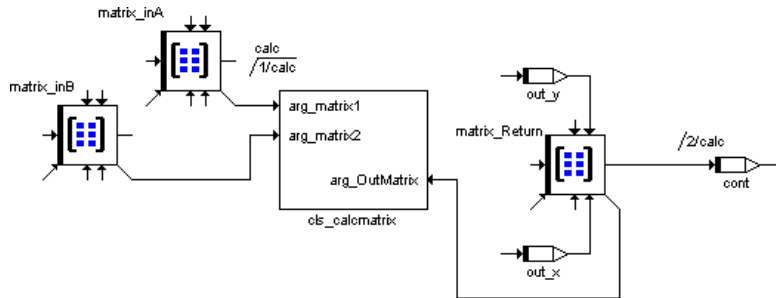 matrix_inA
calc
/1/calc
matrix_inB
arg_matrix1
arg_matrix2
arg_OutMatrix
cls_calcmatrix
out_y
matrix_Return
/2/calc
cont
out_x